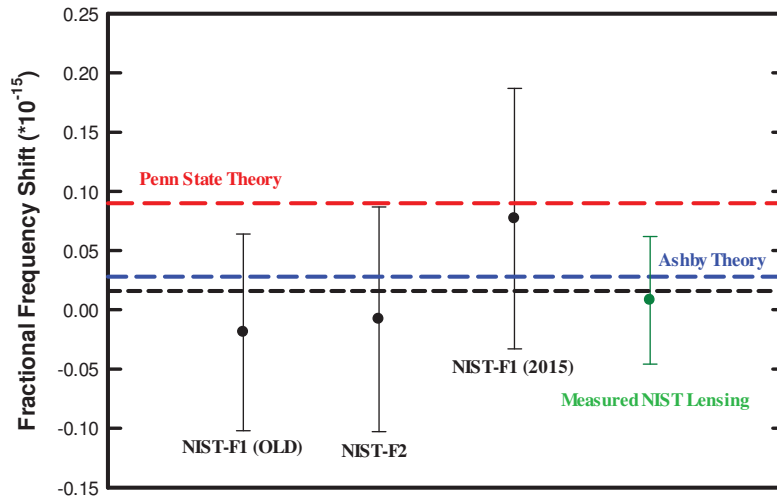 Fractional Frequency Shift (*10^-15)
0.25
0.20
0.15
0.10
0.05
0.00
-0.05
-0.10
-0.15
Penn State Theory
Ashby Theory
NIST-F1 (2015)
Measured NIST Lensing
NIST-F1 (OLD)
NIST-F2